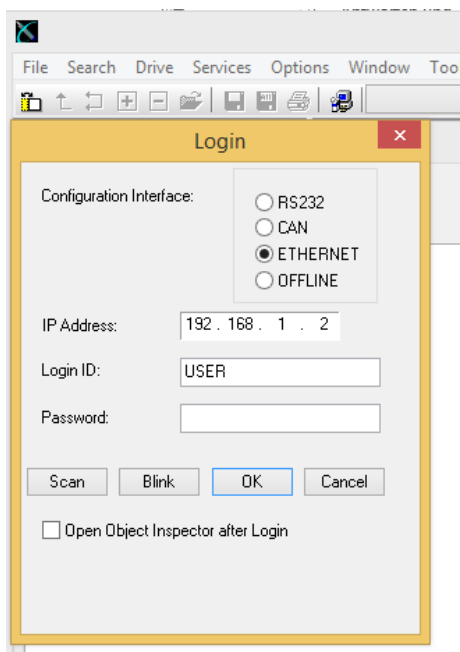 File Search Drive Services Options Window Too
Login
Configuration Interface:
RS232
CAN
ETHERNET
OFFLINE
IP Address: 192 . 168 . 1 . 2
Login ID: USER
Password:
Scan Blink OK Cancel
Open Object Inspector after Login